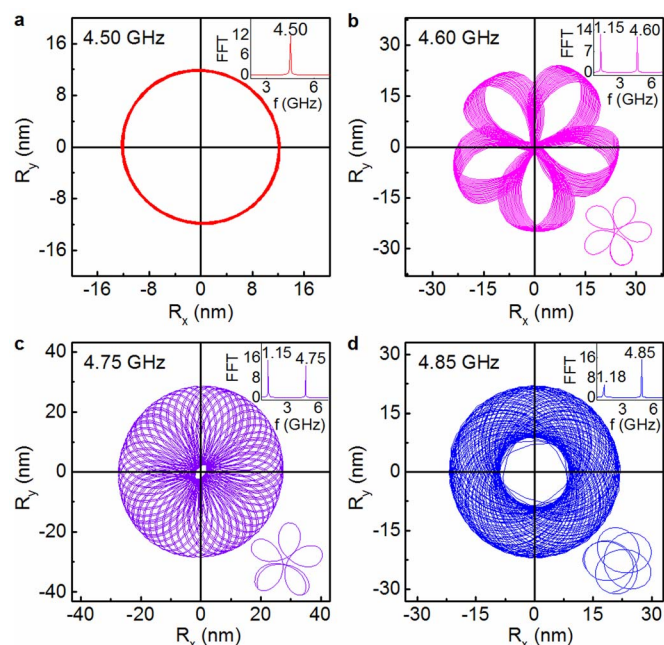 a
4.50 GHz
FFT
12
6
0
4.50
3 6
f (GHz)
R_y (nm)
16
8
0
-8
-16
-16 -8 0 8 16
R_x (nm)
b
4.60 GHz
FFT
14
7
0
1.15 4.60
3 6
f (GHz)
R_y (nm)
30
15
0
-15
-30
-30 -15 0 15 30
R_x (nm)
c
4.75 GHz
FFT
16
8
0
1.15 4.75
3 6
f (GHz)
R_y (nm)
40
20
0
-20
-40
-40 -20 0 20 40
R_x (nm)
d
4.85 GHz
FFT
16
8
0
1.18
4.85
3 6
f (GHz)
R_y (nm)
30
15
0
-15
-30
-30 -15 0 15 30
R_x (nm)